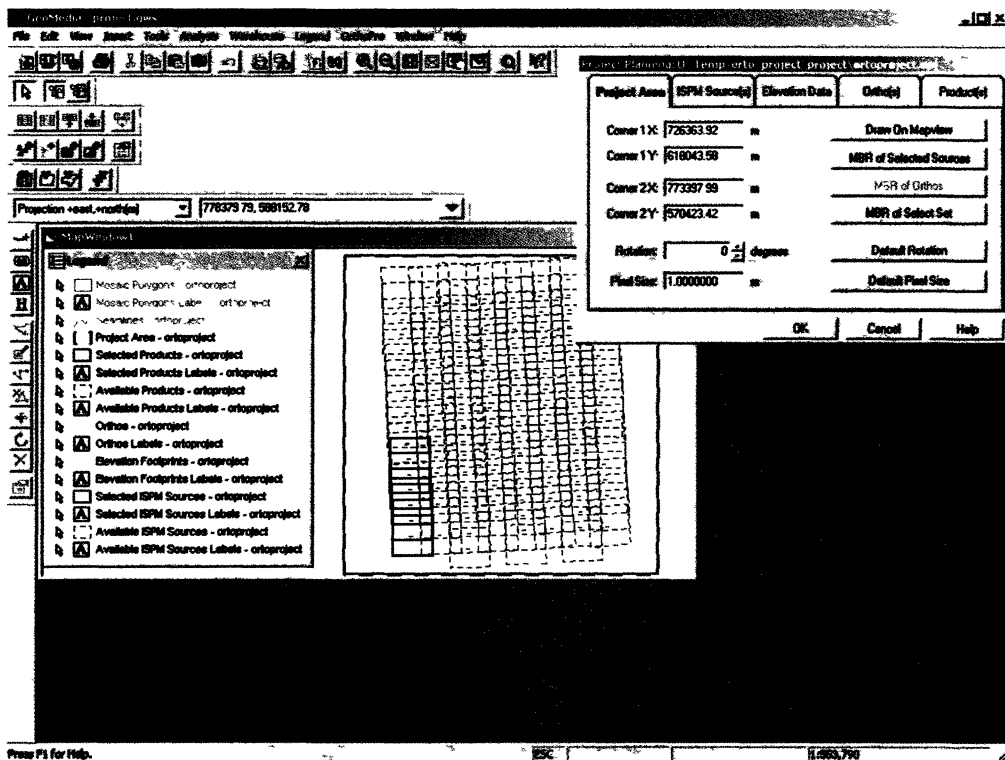 GeoMedia - project.gws
File Edit View Insert Tools Analysis Warehouse Legend OrthoPro Window Help
Project Area ISPM Source(s) Elevation Data Ortho(s) Product(s)
Corner 1 X: 726363.92 m Draw On Mapview
Corner 1 Y: 618043.58 m MBR of Selected Sources
Corner 2 X: 773397.99 m MBR of Orthos
Corner 2 Y: 570423.42 m MBR of Select Set
Rotation: 0 degrees Default Rotation
Pixel Size: 1.0000000 m Default Pixel Size
OK Cancel Help
Projection +east,+north(m) 778379.79, 588152.78
MapWindow1
Legend
Mosaic Polygons - ortoproject
Mosaic Polygons Label - ortoproject
Seamlines - ortoproject
Project Area - ortoproject
Selected Products - ortoproject
Selected Products Labels - ortoproject
Available Products - ortoproject
Available Products Labels - ortoproject
Orthos - ortoproject
Orthos Labels - ortoproject
Elevation Footprints - ortoproject
Elevation Footprints Labels - ortoproject
Selected ISPM Sources - ortoproject
Selected ISPM Sources Labels - ortoproject
Available ISPM Sources - ortoproject
Available ISPM Sources Labels - ortoproject
Press F1 for Help. ESC